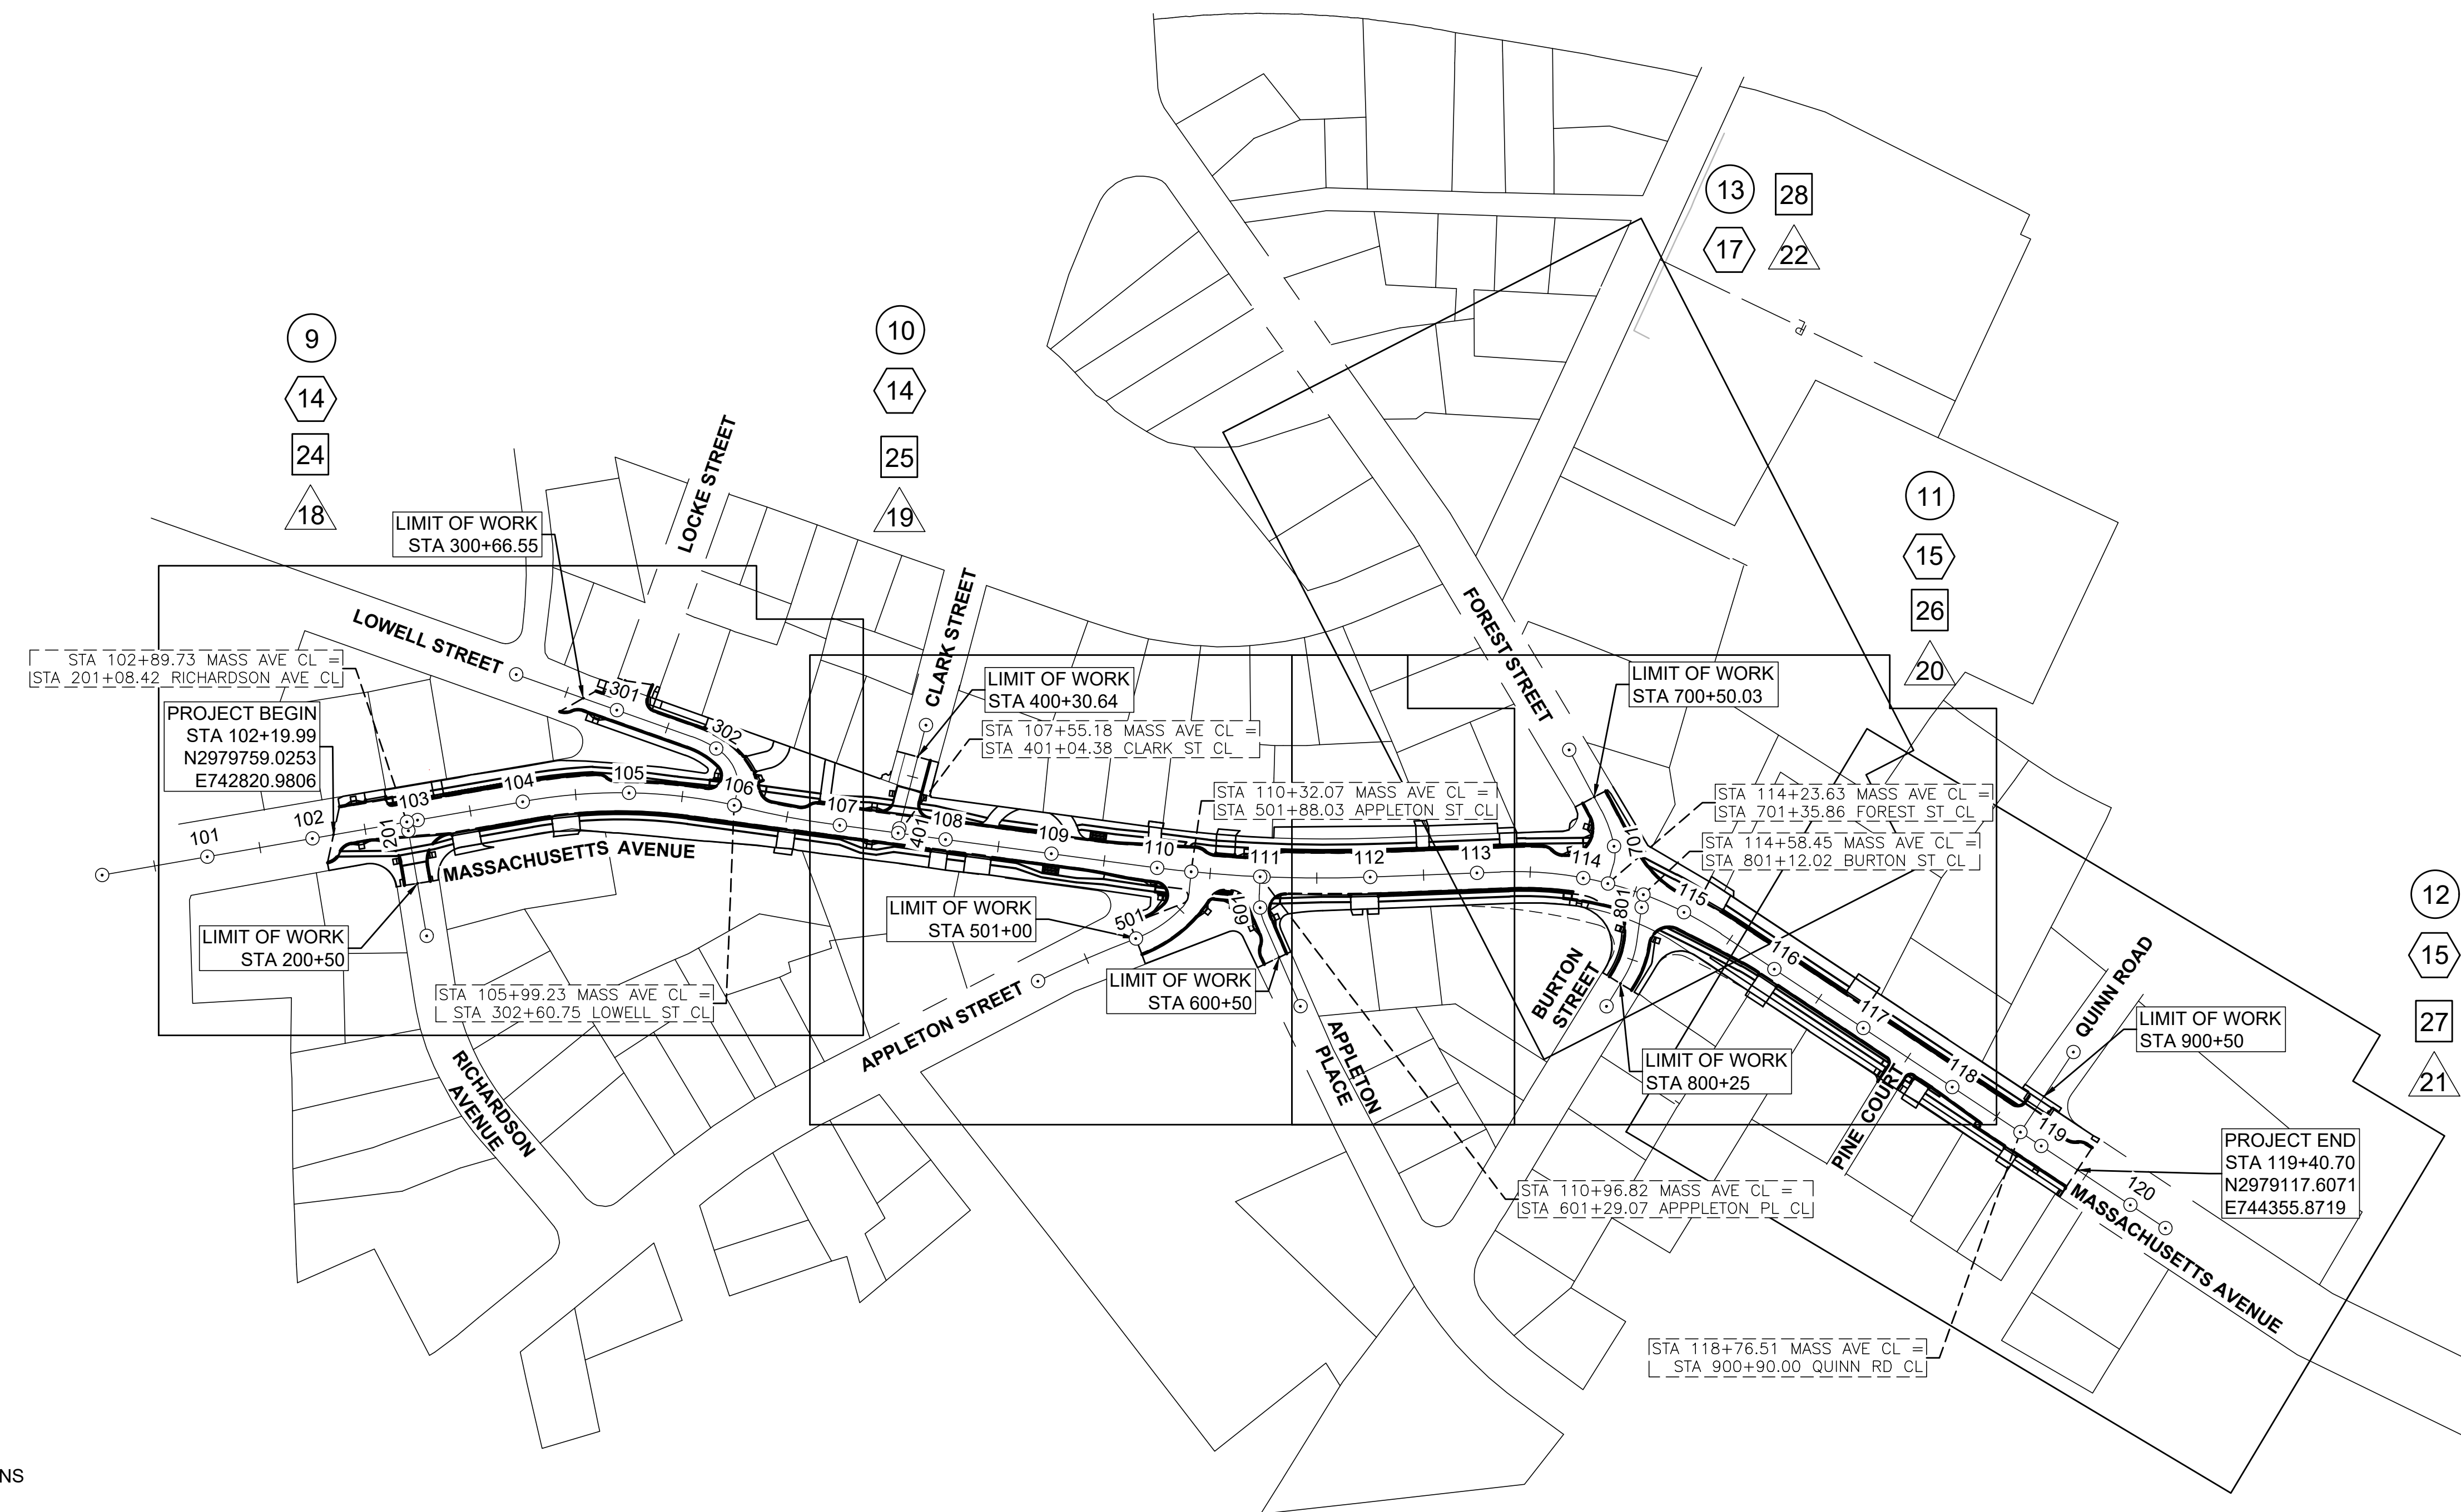 13
28
17
22
9
14
24
18
10
14
25
19
11
15
26
20
12
15
27
21
LOCKE STREET
LIMIT OF WORK
STA 300+66.55
LOWELL STREET
CLARK STREET
FOREST STREET
STA 102+89.73 MASS AVE CL =
STA 201+08.42 RICHARDSON AVE CL
LIMIT OF WORK
STA 400+30.64
LIMIT OF WORK
STA 700+50.03
PROJECT BEGIN
STA 102+19.99
N2979759.0253
E742820.9806
STA 107+55.18 MASS AVE CL =
STA 401+04.38 CLARK ST CL
STA 110+32.07 MASS AVE CL =
STA 501+88.03 APPLETON ST CL
STA 114+23.63 MASS AVE CL =
STA 701+35.86 FOREST ST CL
STA 114+58.45 MASS AVE CL =
STA 801+12.02 BURTON ST CL
301
302
101
102
103
104
105
106
107
108
109
110
111
112
113
114
115
116
117
118
119
120
201
401
501
601
701
801
MASSACHUSETTS AVENUE
LIMIT OF WORK
STA 200+50
LIMIT OF WORK
STA 501+00
LIMIT OF WORK
STA 600+50
STA 105+99.23 MASS AVE CL =
STA 302+60.75 LOWELL ST CL
APPLETON STREET
RICHARDSON
AVENUE
APPLETON
PLACE
BURTON
STREET
LIMIT OF WORK
STA 800+25
PINE COURT
QUINN ROAD
LIMIT OF WORK
STA 900+50
PROJECT END
STA 119+40.70
N2979117.6071
E744355.8719
STA 110+96.82 MASS AVE CL =
STA 601+29.07 APPPLETON PL CL
MASSACHUSETTS AVENUE
STA 118+76.51 MASS AVE CL =
STA 900+90.00 QUINN RD CL
NS